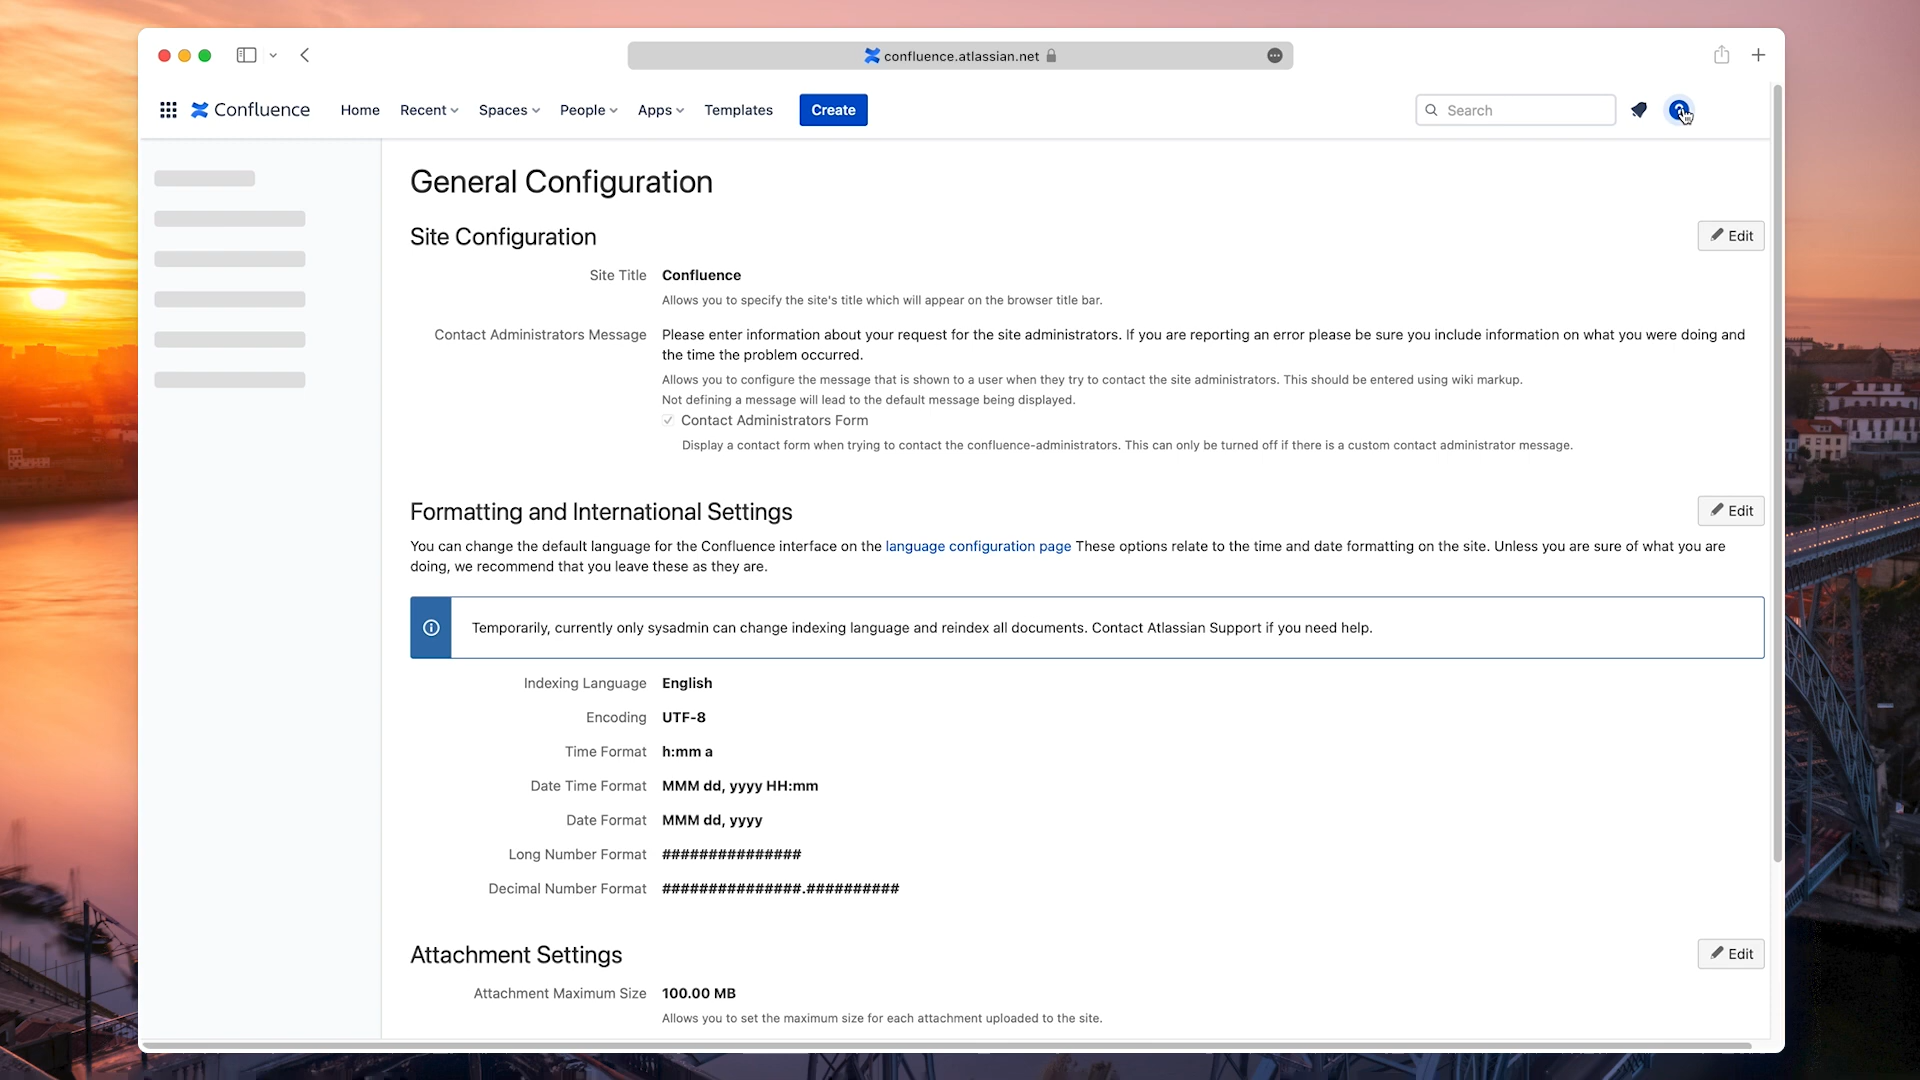 confluence.atlassian.net
Confluence Home Recent Spaces People Apps Templates Create Search
General Configuration
Site Configuration Edit
Site Title Confluence
Allows you to specify the site's title which will appear on the browser title bar.
Contact Administrators Message Please enter information about your request for the site administrators. If you are reporting an error please be sure you include information on what you were doing and
the time the problem occurred.
Allows you to configure the message that is shown to a user when they try to contact the site administrators. This should be entered using wiki markup.
Not defining a message will lead to the default message being displayed.
Contact Administrators Form
Display a contact form when trying to contact the confluence-administrators. This can only be turned off if there is a custom contact administrator message.
Formatting and International Settings Edit
You can change the default language for the Confluence interface on the language configuration page These options relate to the time and date formatting on the site. Unless you are sure of what you are
doing, we recommend that you leave these as they are.
Temporarily, currently only sysadmin can change indexing language and reindex all documents. Contact Atlassian Support if you need help.
Indexing Language English
Encoding UTF-8
Time Format h:mm a
Date Time Format MMM dd, yyyy HH:mm
Date Format MMM dd, yyyy
Long Number Format ###############
Decimal Number Format ###############.##########
Attachment Settings Edit
Attachment Maximum Size 100.00 MB
Allows you to set the maximum size for each attachment uploaded to the site.